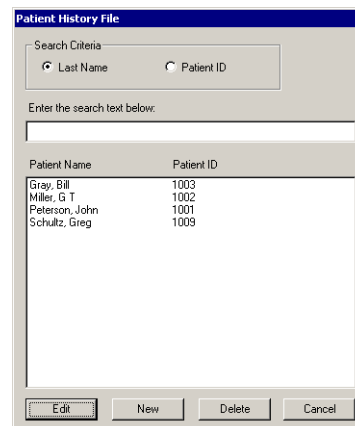 Patient History File
Search Criteria
Last Name Patient ID
Enter the search text below:
Patient Name Patient ID
Gray, Bill 1003
Miller, G T 1002
Peterson, John 1001
Schultz, Greg 1009
Edit New Delete Cancel